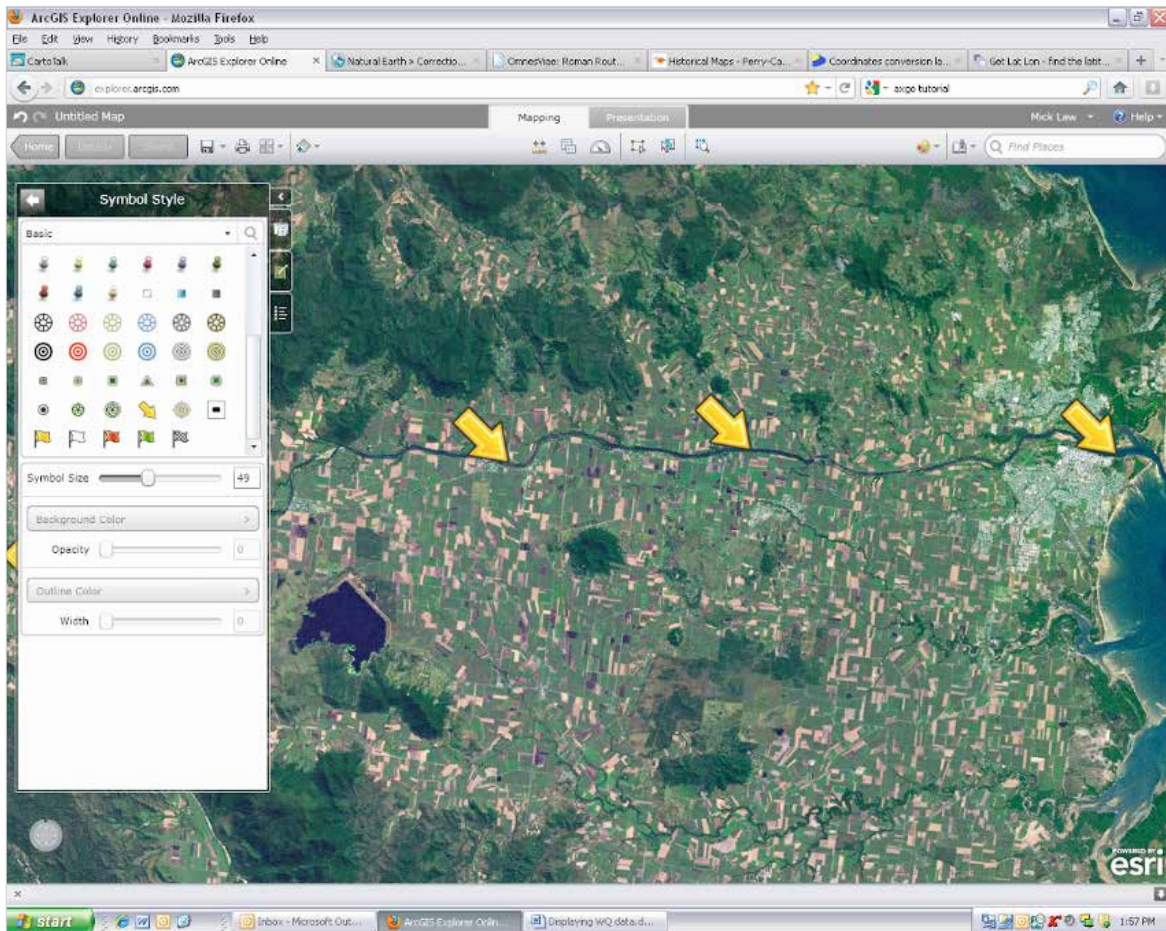 ArcGIS Explorer Online - Mozilla Firefox
File Edit View History Bookmarks Tools Help
CartoTalk
ArcGIS Explorer Online
Natural Earth » Correctio...
OmnesViae: Roman Rout...
Historical Maps - Perry-Ca...
Coordinates conversion la...
Get Lat Lon - find the latit...
explorer.arcgis.com
axgo tutorial
Untitled Map
Mapping
Presentation
Mick Law
Help
Home
Details
Share
Find Places
Symbol Style
Basic
Symbol Size
49
Background Color
Opacity
0
Outline Color
Width
0
POWERED BY
esri
start
Inbox - Microsoft Out...
ArcGIS Explorer Onlin...
Displaying WQ data.d...
1:57 PM